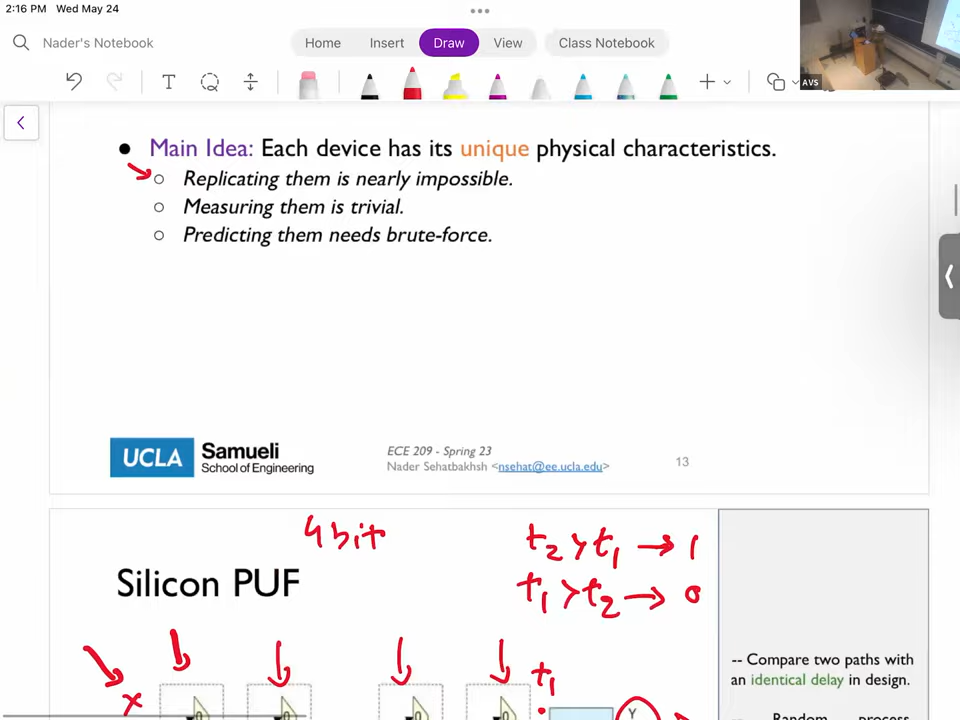 2:16 PM Wed May 24
Nader's Notebook
Home Insert Draw View Class Notebook
T
AVS
● Main Idea: Each device has its unique physical characteristics.
○ Replicating them is nearly impossible.
○ Measuring them is trivial.
○ Predicting them needs brute-force.
UCLA Samueli
School of Engineering
ECE 209 - Spring 23
Nader Sehatbakhsh <nsehat@ee.ucla.edu>
13
4 bit
t2 > t1 → 1
t1 > t2 → 0
Silicon PUF
x
t1
Y
-- Compare two paths with
an identical delay in design.
-- Random process